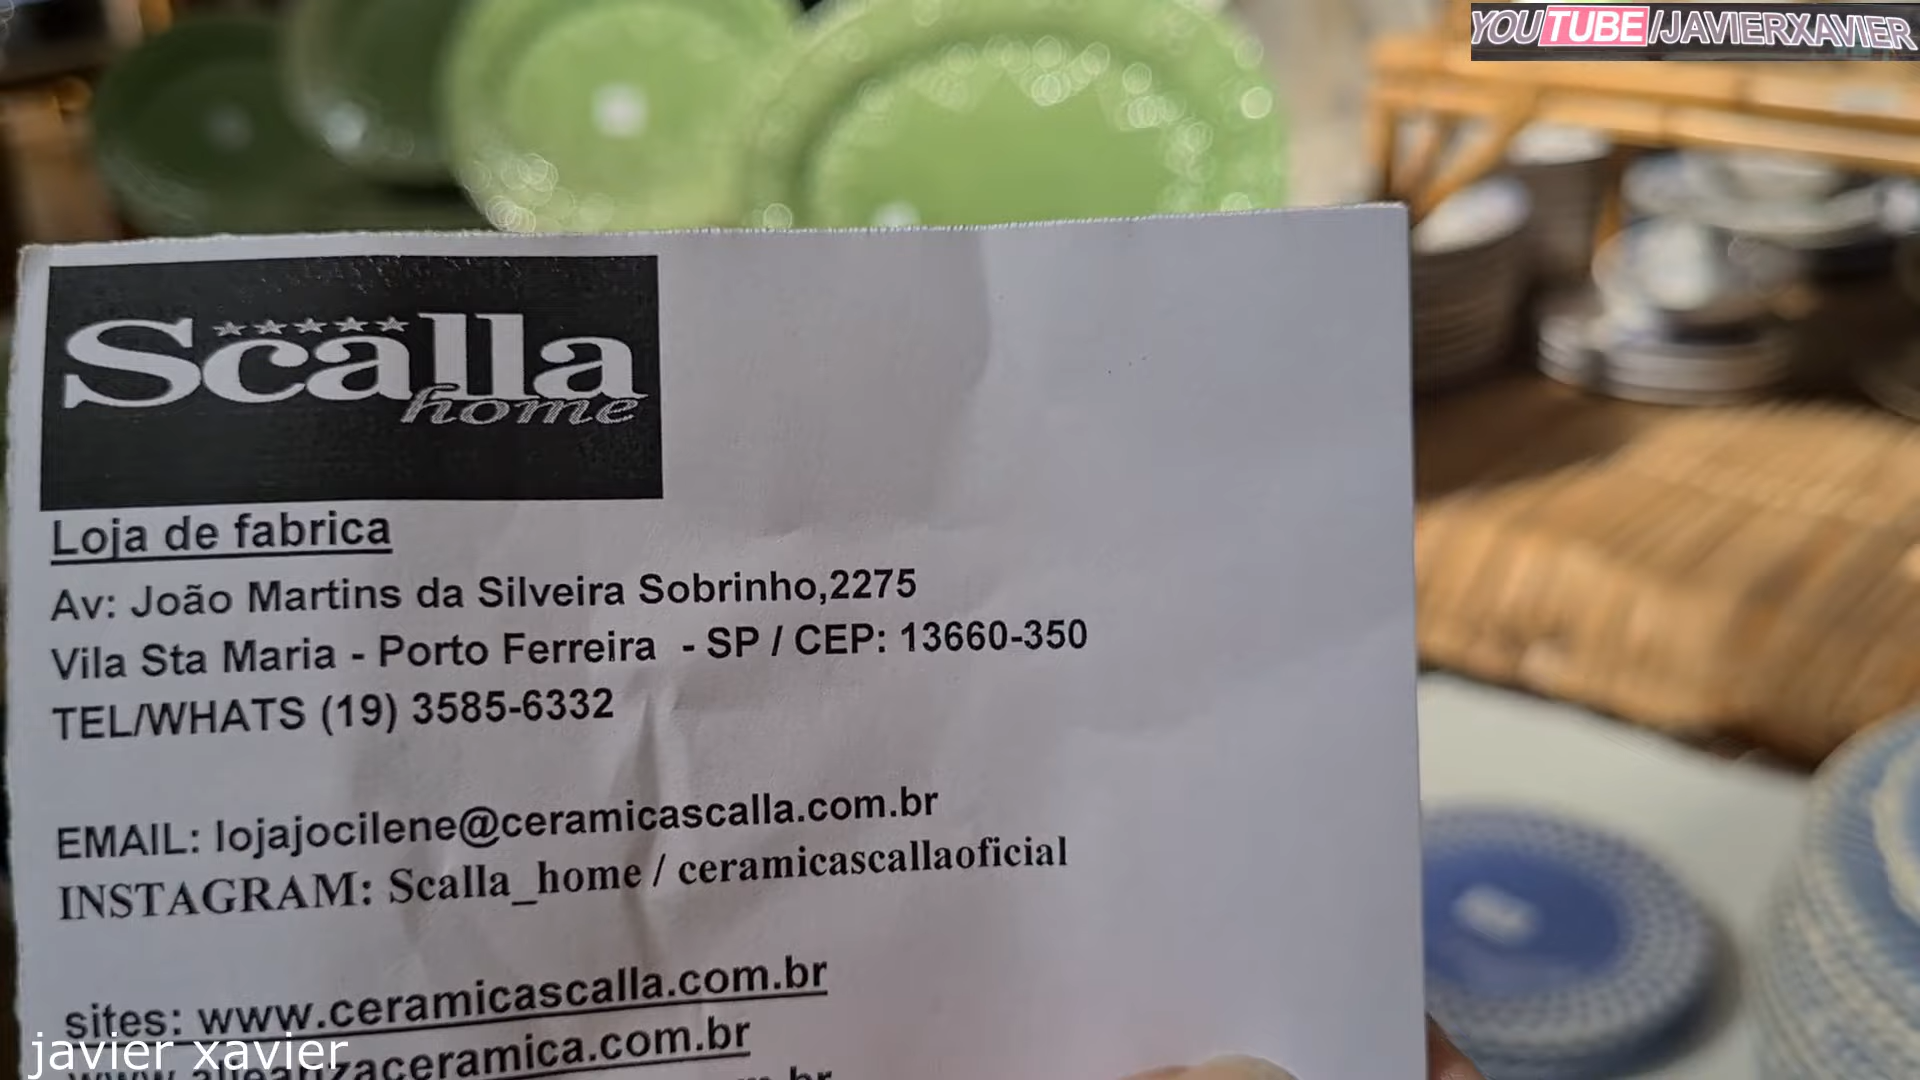 YOUTUBE/JAVIERXAVIER
Scalla
home
Loja de fabrica
Av: João Martins da Silveira Sobrinho,2275
Vila Sta Maria - Porto Ferreira - SP / CEP: 13660-350
TEL/WHATS (19) 3585-6332
EMAIL: lojajocilene@ceramicascalla.com.br
INSTAGRAM: Scalla_home / ceramicascallaoficial
sites: www.ceramicascalla.com.br
javier xavier